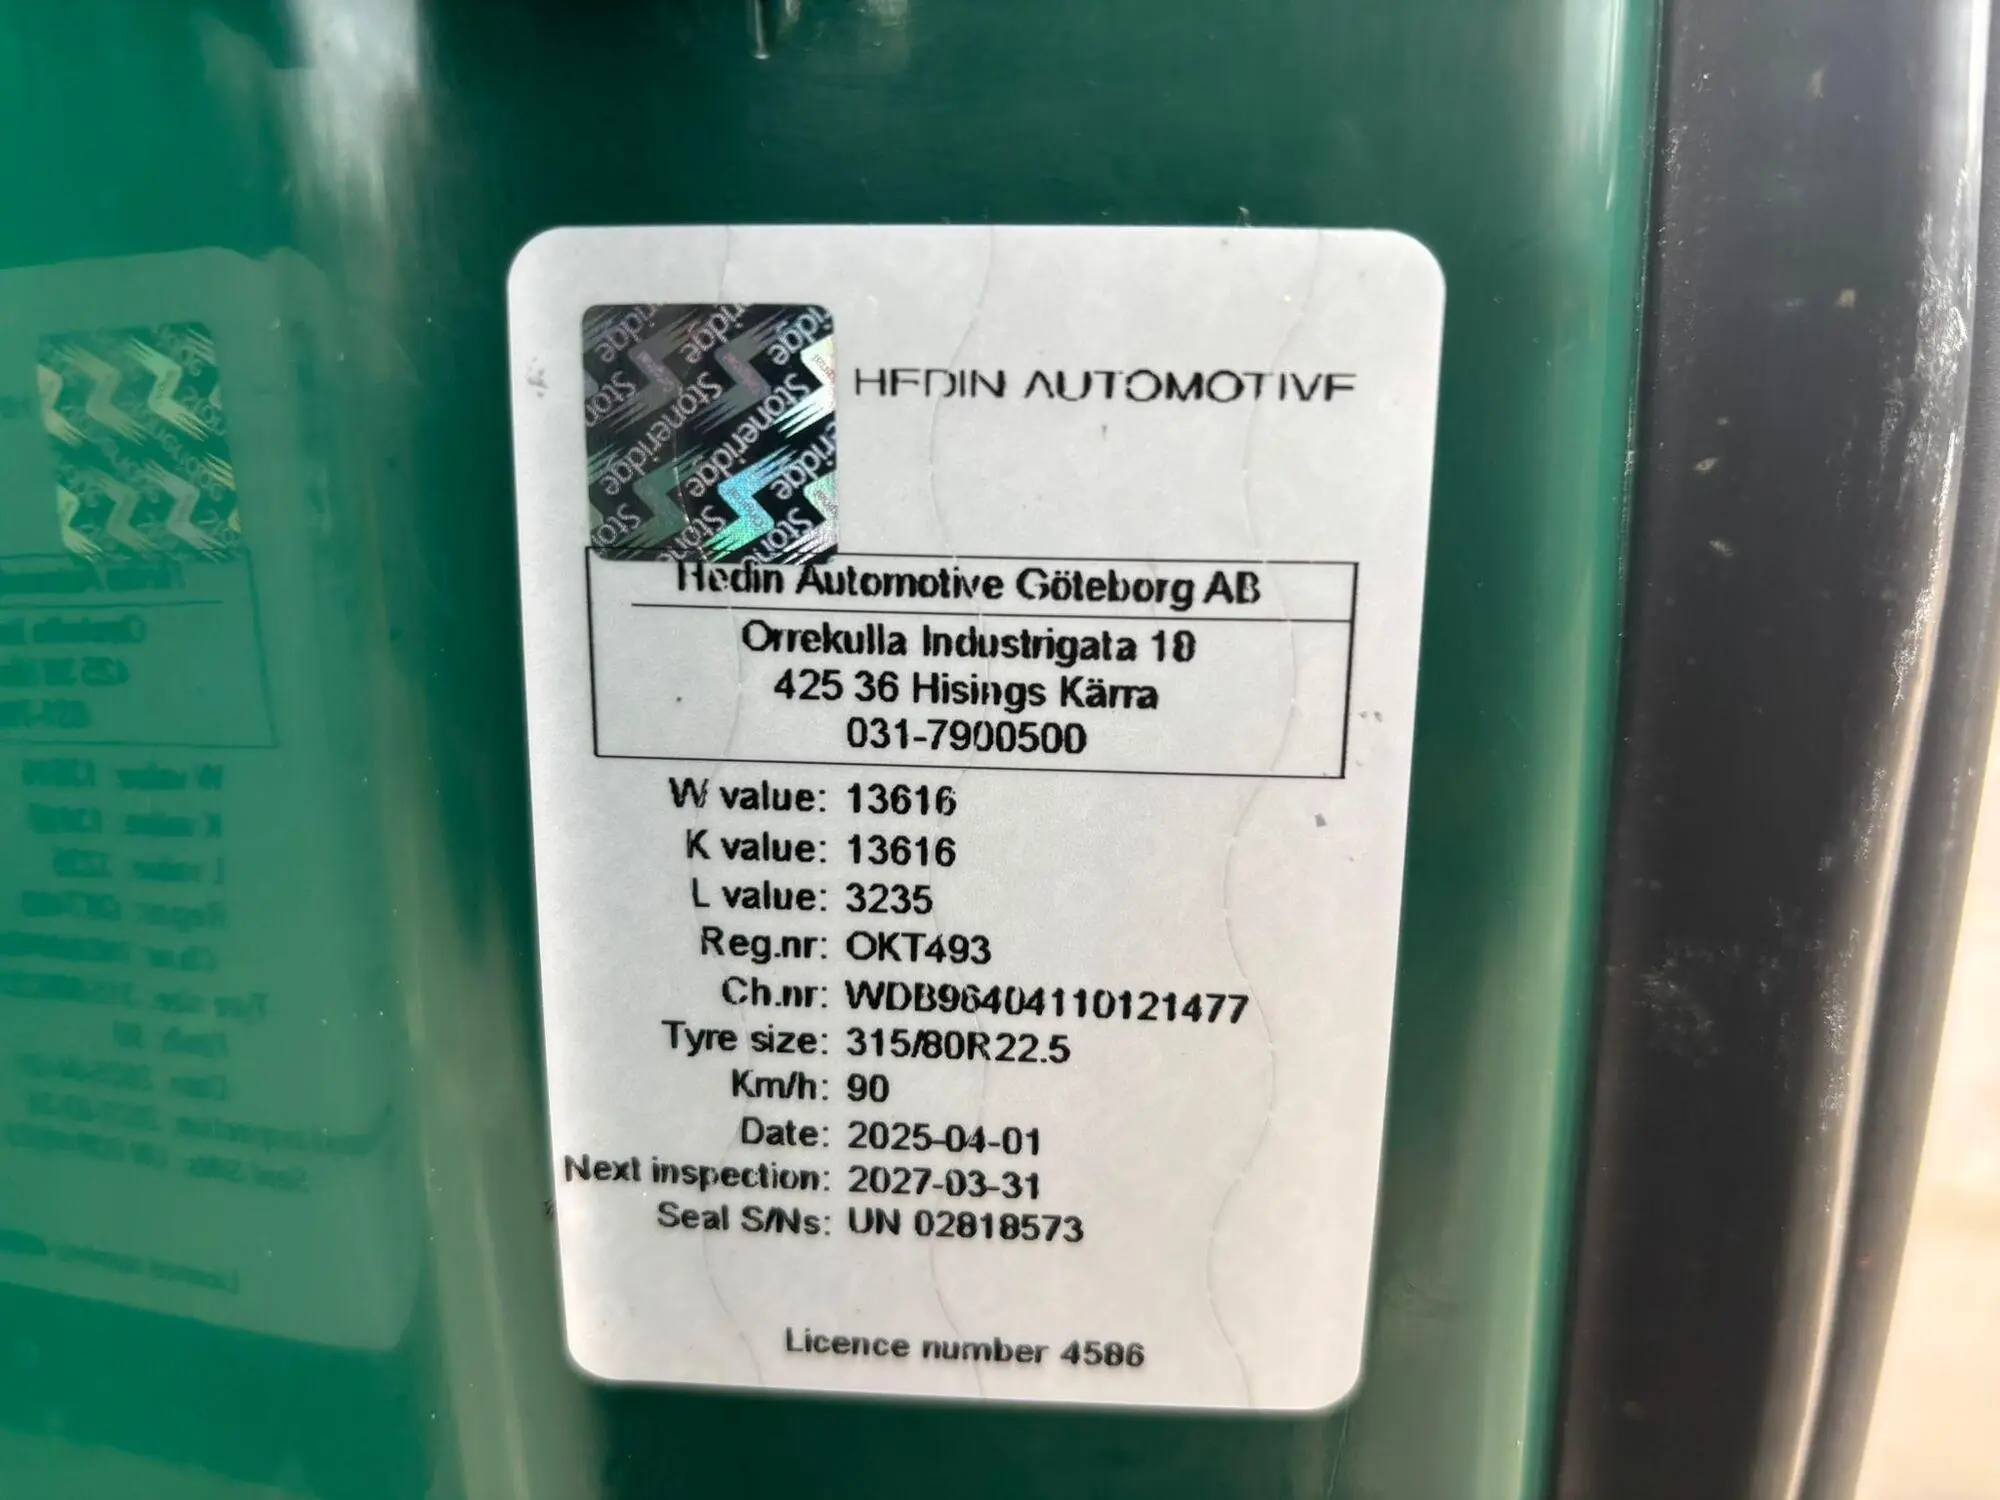 Stoneridge
HEDIN AUTOMOTIVE
Hedin Automotive Göteborg AB
Orrekulla Industrigata 10
425 36 Hisings Kärra
031-7900500
W value: 13616
K value: 13616
L value: 3235
Reg.nr: OKT493
Ch.nr: WDB96404110121477
Tyre size: 315/80R22.5
Km/h: 90
Date: 2025-04-01
Next inspection: 2027-03-31
Seal S/Ns: UN 02818573
Licence number 4586